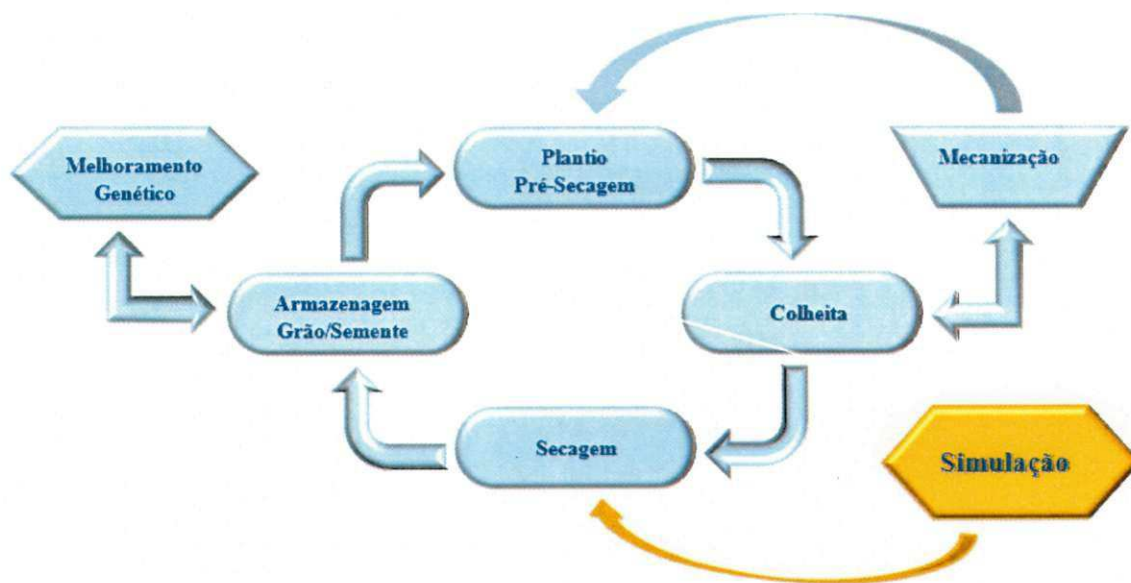 Melhoramento
Genético
Plantio
Pré-Secagem
Mecanização
Armazenagem
Grão/Semente
Colheita
Secagem
Simulação